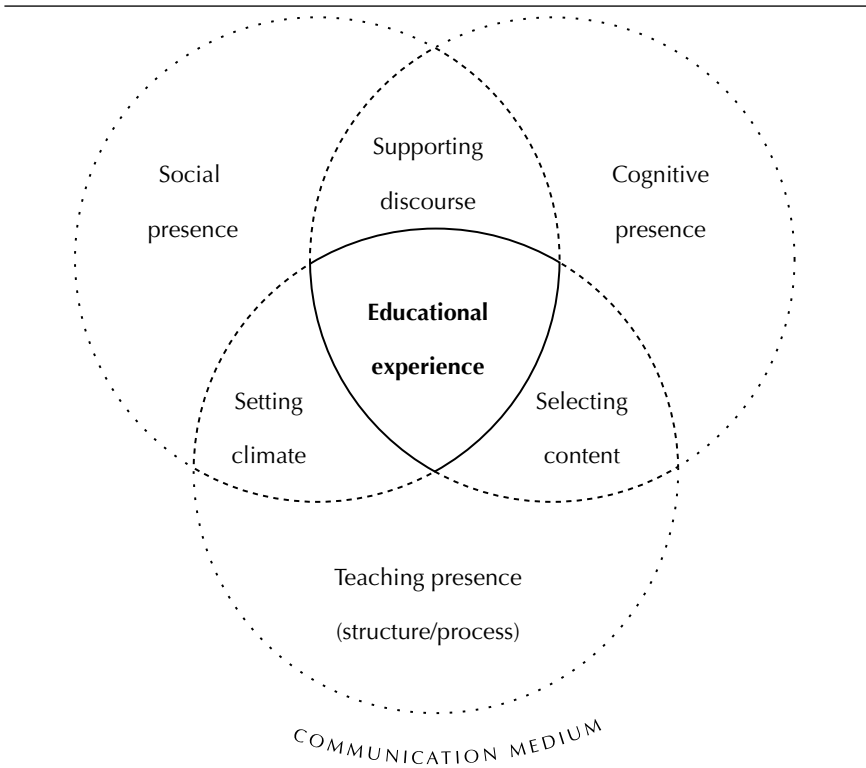 Supporting
discourse
Social
presence
Cognitive
presence
Educational
experience
Setting
climate
Selecting
content
Teaching presence
(structure/process)
COMMUNICATION MEDIUM